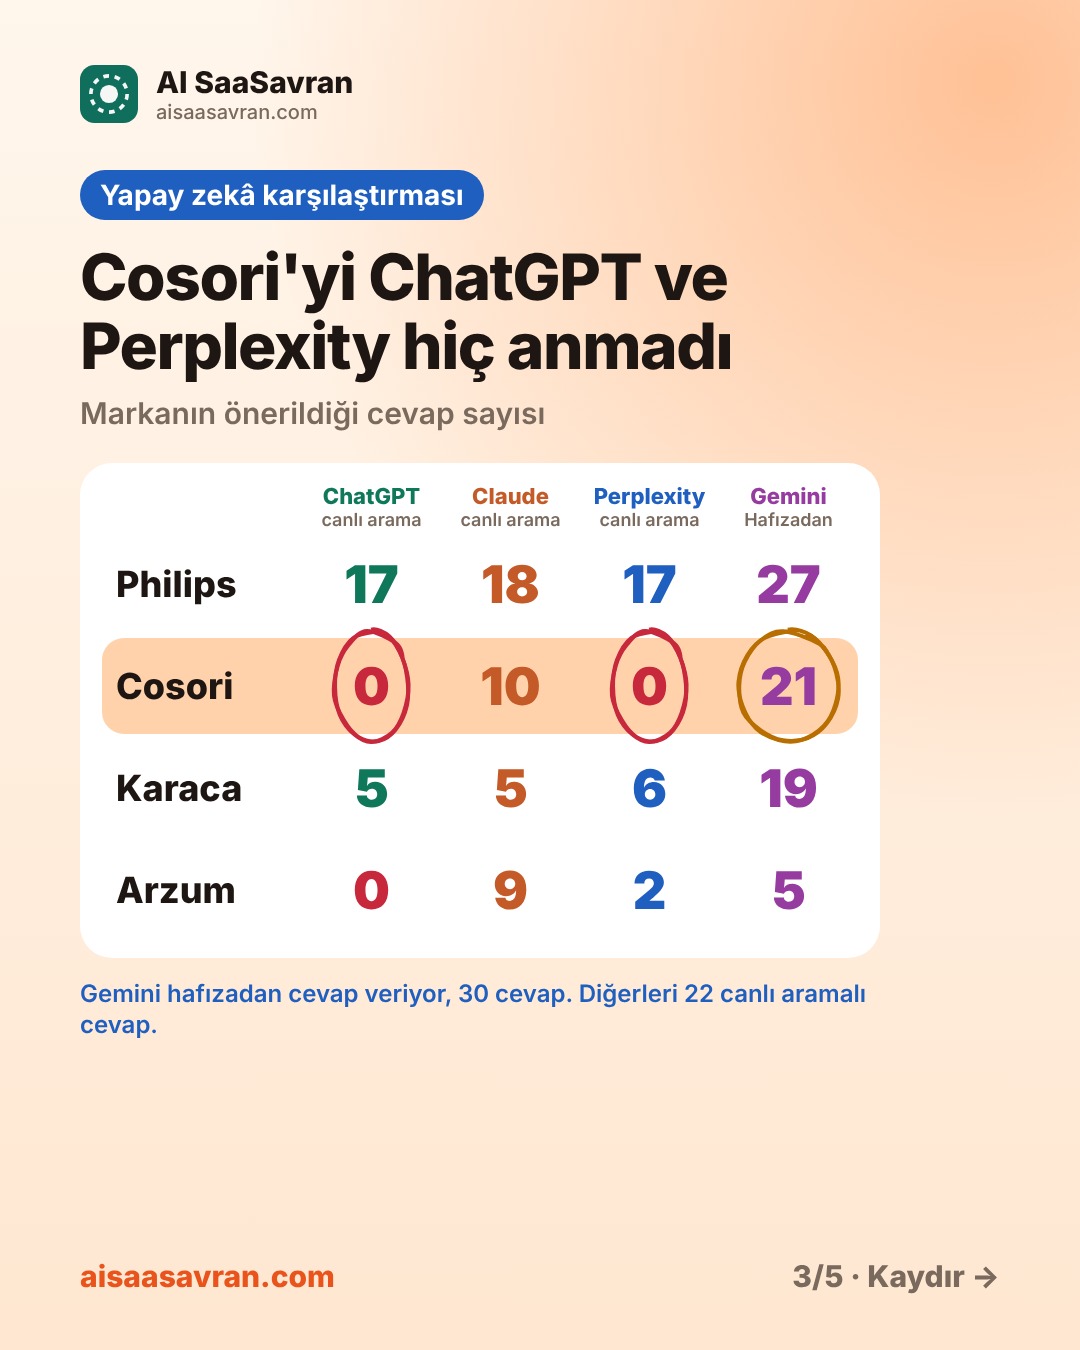 AI SaaSavran
aisaasavran.com
Yapay zekâ karşılaştırması
Cosori'yi ChatGPT ve
Perplexity hiç anmadı
Markanın önerildiği cevap sayısı
ChatGPT Claude Perplexity Gemini
canlı arama canlı arama canlı arama Hafızadan
Philips 17 18 17 27
Cosori 0 10 0 21
Karaca 5 5 6 19
Arzum 0 9 2 5
Gemini hafızadan cevap veriyor, 30 cevap. Diğerleri 22 canlı aramalı
cevap.
aisaasavran.com 3/5 · Kaydır →